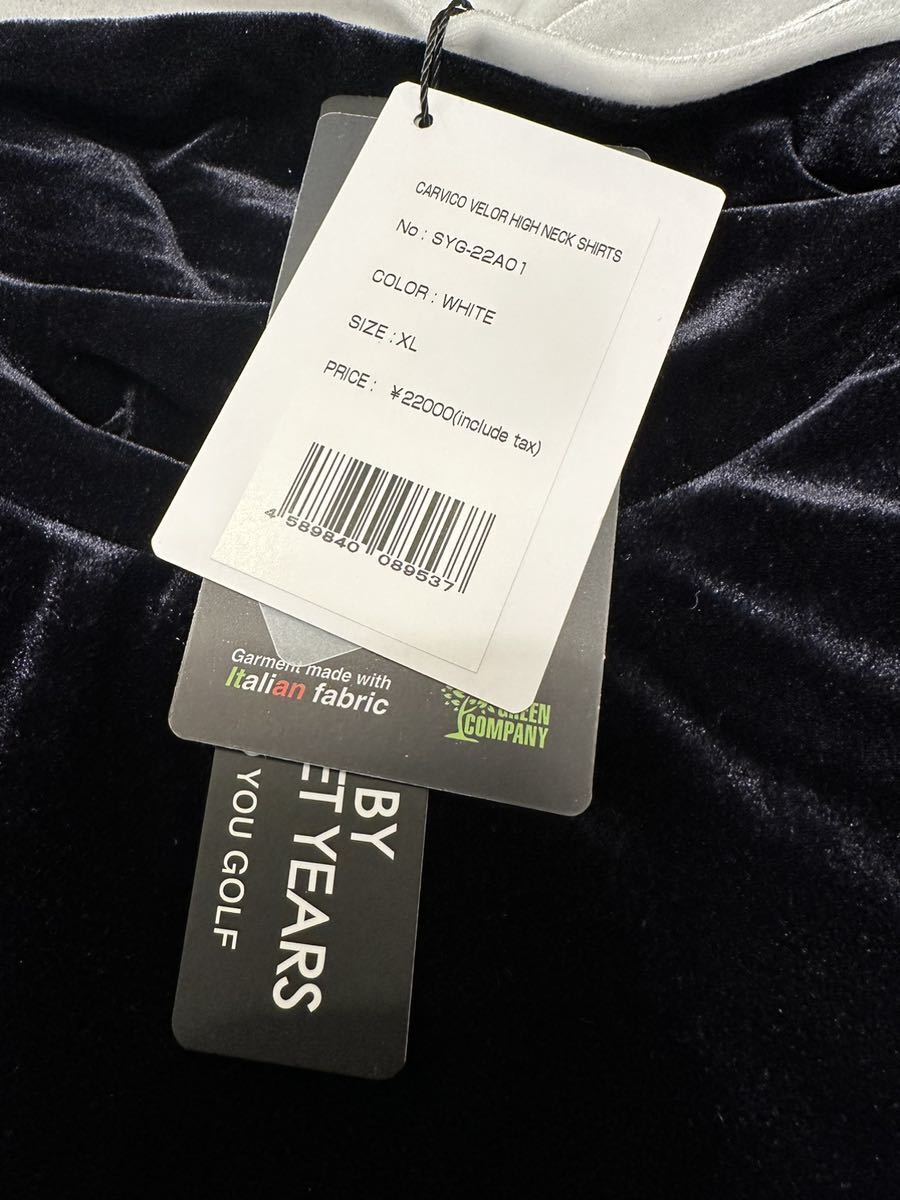 CARVICO VELOR HIGH NECK SHIRTS
No : SYG-22A01
COLOR : WHITE
SIZE : XL
PRICE : ¥22000(include tax)
4 589840 089537
Garment made with
Italian fabric
GREEN
COMPANY
BY
YEARS
YOU GOLF